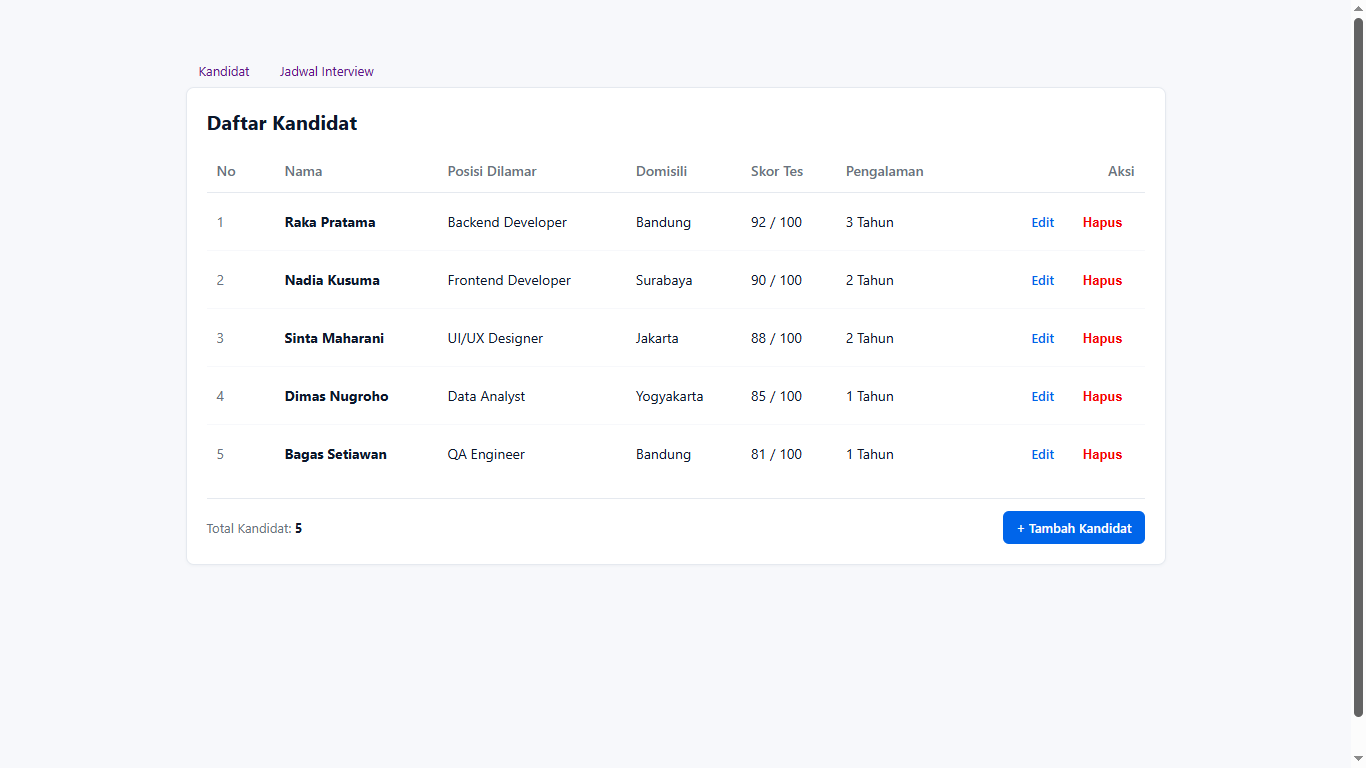 Kandidat Jadwal Interview
Daftar Kandidat
No Nama Posisi Dilamar Domisili Skor Tes Pengalaman Aksi
1 Raka Pratama Backend Developer Bandung 92 / 100 3 Tahun Edit Hapus
2 Nadia Kusuma Frontend Developer Surabaya 90 / 100 2 Tahun Edit Hapus
3 Sinta Maharani UI/UX Designer Jakarta 88 / 100 2 Tahun Edit Hapus
4 Dimas Nugroho Data Analyst Yogyakarta 85 / 100 1 Tahun Edit Hapus
5 Bagas Setiawan QA Engineer Bandung 81 / 100 1 Tahun Edit Hapus
Total Kandidat: 5 + Tambah Kandidat